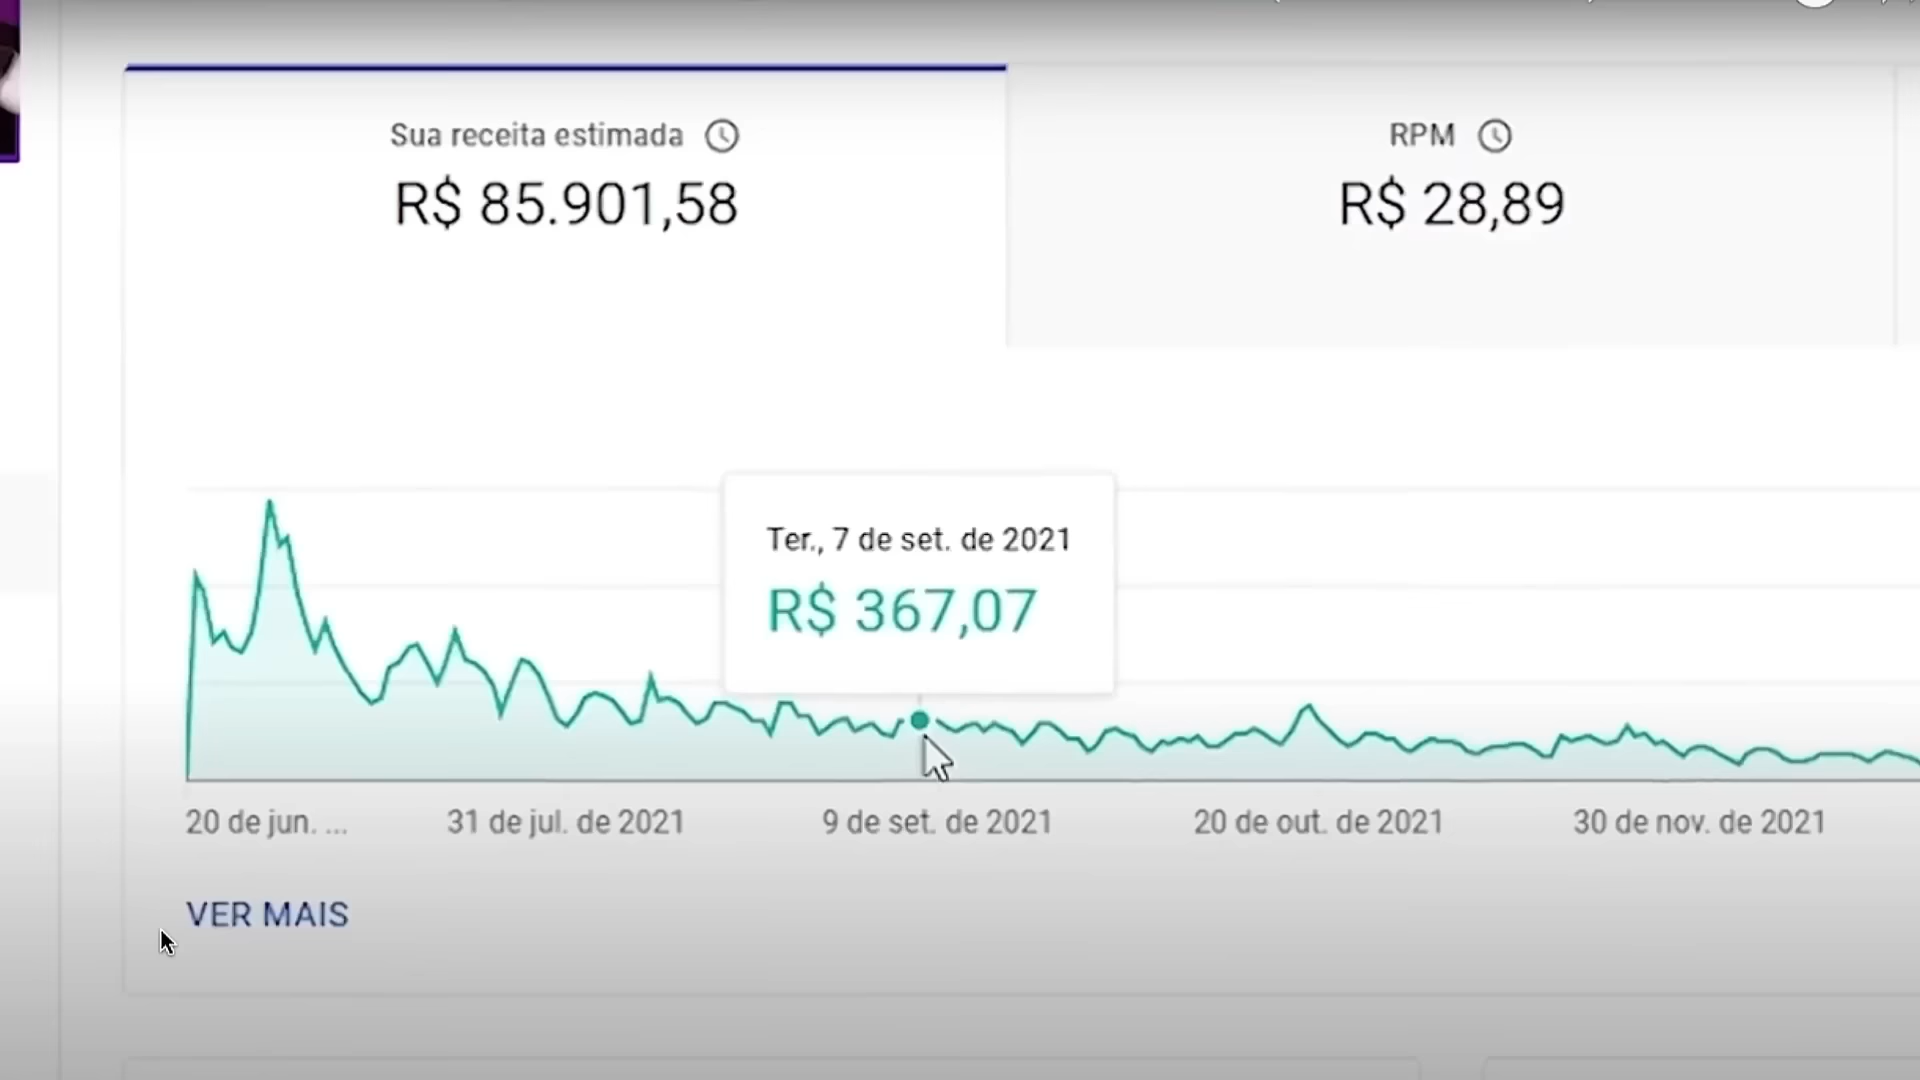 Sua receita estimada
R$ 85.901,58
RPM
R$ 28,89
Ter., 7 de set. de 2021
R$ 367,07
20 de jun. ...
31 de jul. de 2021
9 de set. de 2021
20 de out. de 2021
30 de nov. de 2021
VER MAIS